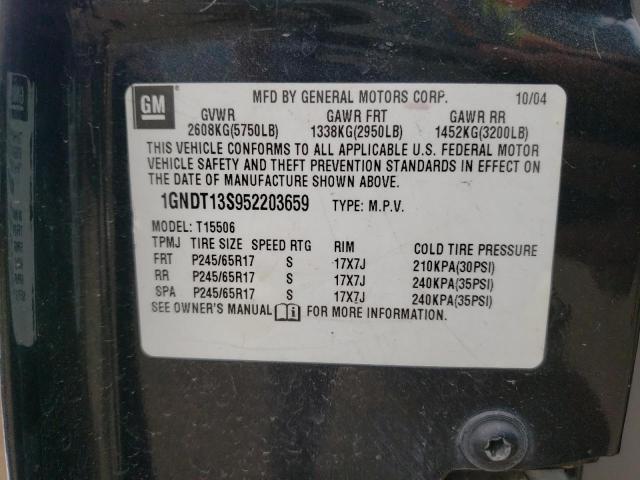 GM
MFD BY GENERAL MOTORS CORP. 10/04
GVWR GAWR FRT GAWR RR
2608KG(5750LB) 1338KG(2950LB) 1452KG(3200LB)
THIS VEHICLE CONFORMS TO ALL APPLICABLE U.S. FEDERAL MOTOR
VEHICLE SAFETY AND THEFT PREVENTION STANDARDS IN EFFECT ON
THE DATE OF MANUFACTURE SHOWN ABOVE.
1GNDT13S952203659 TYPE: M.P.V.
MODEL: T15506
TPMJ TIRE SIZE SPEED RTG RIM COLD TIRE PRESSURE
FRT P245/65R17 S 17X7J 210KPA(30PSI)
RR P245/65R17 S 17X7J 240KPA(35PSI)
SPA P245/65R17 S 17X7J 240KPA(35PSI)
SEE OWNER'S MANUAL FOR MORE INFORMATION.